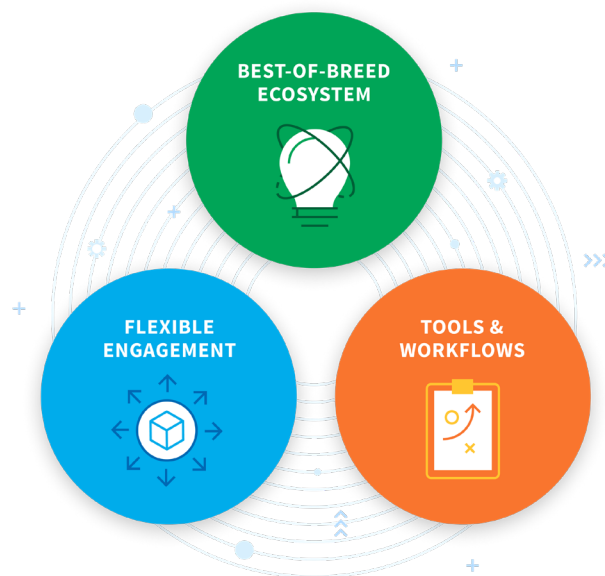 BEST-OF-BREED
ECOSYSTEM
FLEXIBLE
ENGAGEMENT
TOOLS &
WORKFLOWS